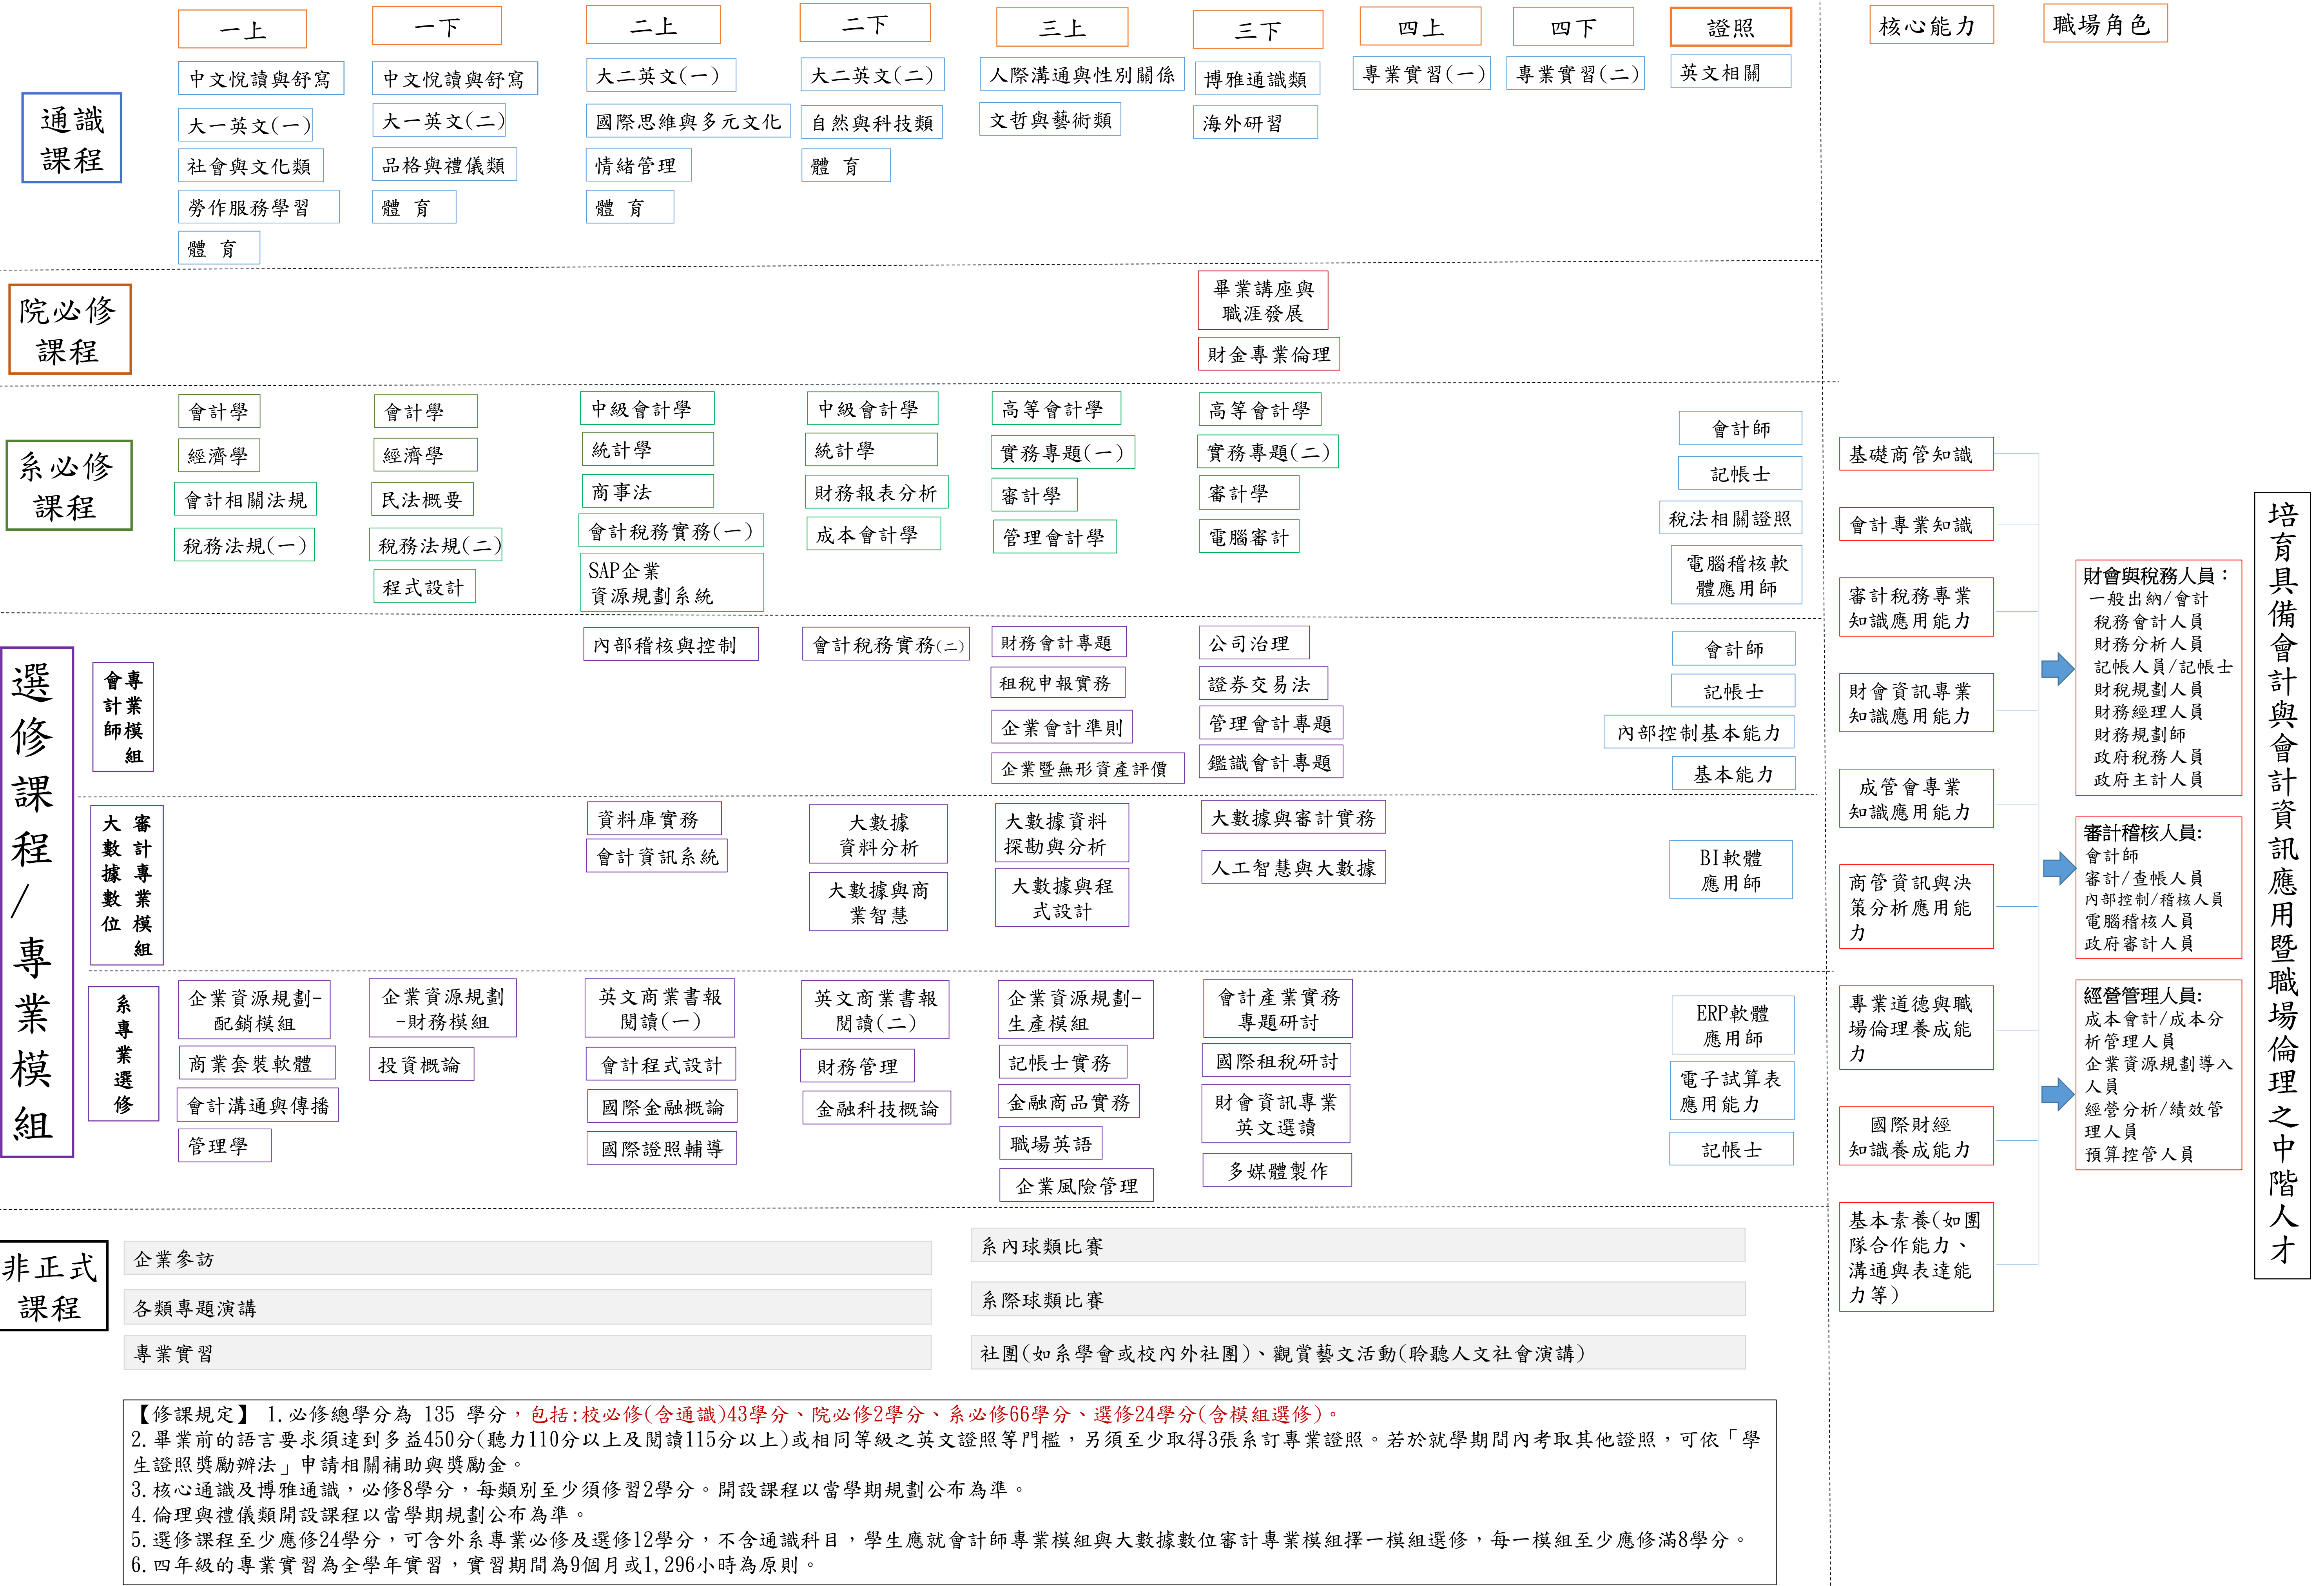 一上
一下
二上
二下
三上
三下
四上
四下
證照
核心能力
職場角色
通識
課程
中文悅讀與舒寫
大一英文(一)
社會與文化類
勞作服務學習
體 育
中文悅讀與舒寫
大一英文(二)
品格與禮儀類
體 育
大二英文(一)
國際思維與多元文化
情緒管理
體 育
大二英文(二)
自然與科技類
體 育
人際溝通與性別關係
文哲與藝術類
博雅通識類
海外研習
專業實習(一)
專業實習(二)
英文相關
院必修
課程
畢業講座與
職涯發展
財金專業倫理
系必修
課程
會計學
經濟學
會計相關法規
稅務法規(一)
會計學
經濟學
民法概要
稅務法規(二)
程式設計
中級會計學
統計學
商事法
會計稅務實務(一)
SAP企業
資源規劃系統
中級會計學
統計學
財務報表分析
成本會計學
高等會計學
實務專題(一)
審計學
管理會計學
高等會計學
實務專題(二)
審計學
電腦審計
會計師
記帳士
稅法相關證照
電腦稽核軟
體應用師
選修課程/專業模組
會計師
專業模組
內部稽核與控制
會計稅務實務(二)
財務會計專題
租稅申報實務
企業會計準則
企業暨無形資產評價
公司治理
證券交易法
管理會計專題
鑑識會計專題
會計師
記帳士
內部控制基本能力
基本能力
大數據數位
審計專業模組
資料庫實務
會計資訊系統
大數據
資料分析
大數據與商
業智慧
大數據資料
探勘與分析
大數據與程
式設計
大數據與審計實務
人工智慧與大數據
BI軟體
應用師
系專業選修
企業資源規劃-
配銷模組
商業套裝軟體
會計溝通與傳播
管理學
企業資源規劃
-財務模組
投資概論
英文商業書報
閱讀(一)
會計程式設計
國際金融概論
國際證照輔導
英文商業書報
閱讀(二)
財務管理
金融科技概論
企業資源規劃-
生產模組
記帳士實務
金融商品實務
職場英語
企業風險管理
會計產業實務
專題研討
國際租稅研討
財會資訊專業
英文選讀
多媒體製作
ERP軟體
應用師
電子試算表
應用能力
記帳士
基礎商管知識
會計專業知識
審計稅務專業
知識應用能力
財會資訊專業
知識應用能力
成管會專業
知識應用能力
商管資訊與決
策分析應用能
力
專業道德與職
場倫理養成能
力
國際財經
知識養成能力
基本素養(如團
隊合作能力、
溝通與表達能
力等)
財會與稅務人員：
一般出納/會計
稅務會計人員
財務分析人員
記帳人員/記帳士
財稅規劃人員
財務經理人員
財務規劃師
政府稅務人員
政府主計人員
審計稽核人員:
會計師
審計/查帳人員
內部控制/稽核人員
電腦稽核人員
政府審計人員
經營管理人員:
成本會計/成本分
析管理人員
企業資源規劃導入
人員
經營分析/績效管
理人員
預算控管人員
培育具備會計與會計資訊應用暨職場倫理之中階人才
非正式
課程
企業參訪
各類專題演講
專業實習
系內球類比賽
系際球類比賽
社團(如系學會或校內外社團)、觀賞藝文活動(聆聽人文社會演講)
【修課規定】 1.必修總學分為 135 學分，包括:校必修(含通識)43學分、院必修2學分、系必修66學分、選修24學分(含模組選修)。
2.畢業前的語言要求須達到多益450分(聽力110分以上及閱讀115分以上)或相同等級之英文證照等門檻，另須至少取得3張系訂專業證照。若於就學期間內考取其他證照，可依「學
生證照獎勵辦法」申請相關補助與獎勵金。
3.核心通識及博雅通識，必修8學分，每類別至少須修習2學分。開設課程以當學期規劃公布為準。
4.倫理與禮儀類開設課程以當學期規劃公布為準。
5.選修課程至少應修24學分，可含外系專業必修及選修12學分，不含通識科目，學生應就會計師專業模組與大數據數位審計專業模組擇一模組選修，每一模組至少應修滿8學分。
6.四年級的專業實習為全學年實習，實習期間為9個月或1,296小時為原則。